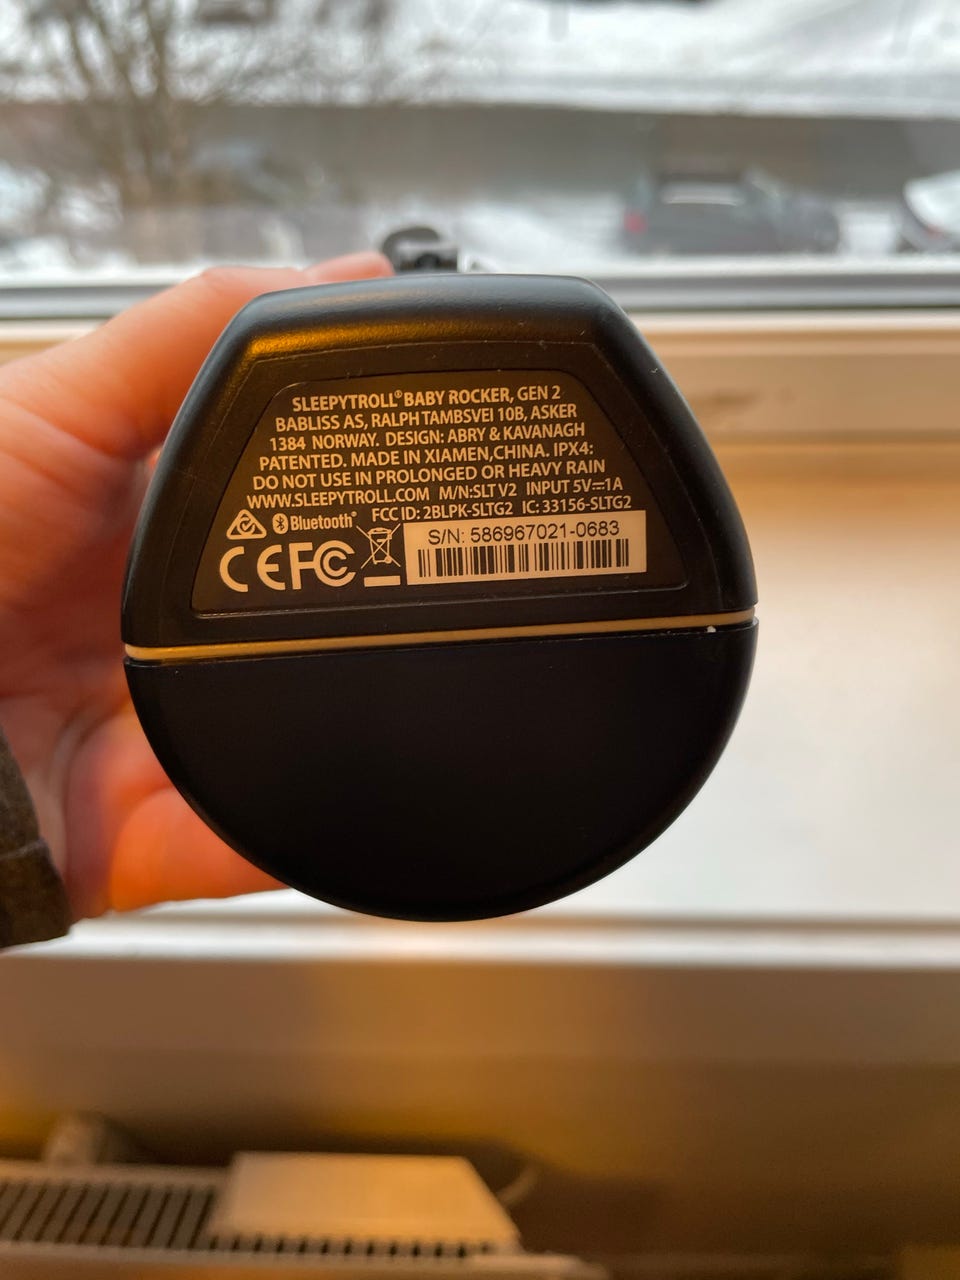 SLEEPYTROLL® BABY ROCKER, GEN 2
BABLISS AS, RALPH TAMBSVEI 10B, ASKER
1384 NORWAY. DESIGN: ABRY & KAVANAGH
PATENTED. MADE IN XIAMEN,CHINA. IPX4:
DO NOT USE IN PROLONGED OR HEAVY RAIN
WWW.SLEEPYTROLL.COM M/N:SLT V2 INPUT 5V⎓1A
Bluetooth® FCC ID: 2BLPK-SLTG2 IC: 33156-SLTG2
CE FC S/N: 586967021-0683